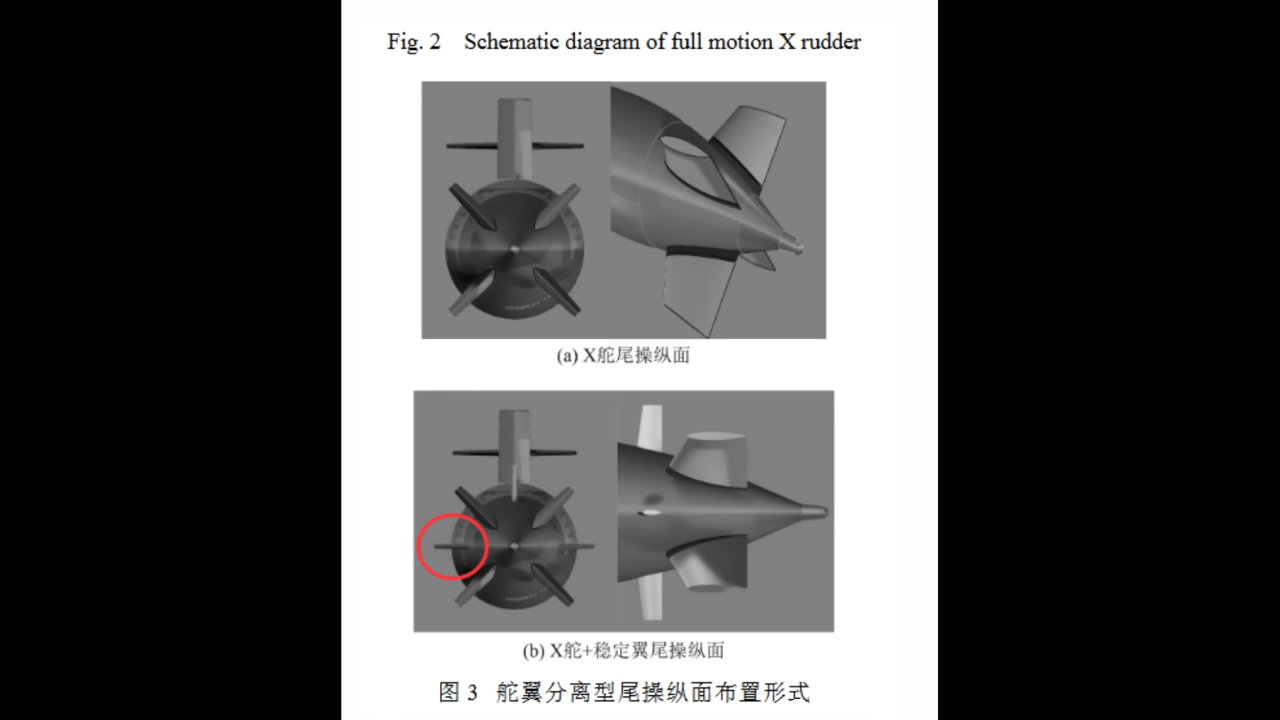 Fig. 2 Schematic diagram of full motion X rudder
(a) X舵尾操纵面
(b) X舵+稳定翼尾操纵面
图 3 舵翼分离型尾操纵面布置形式